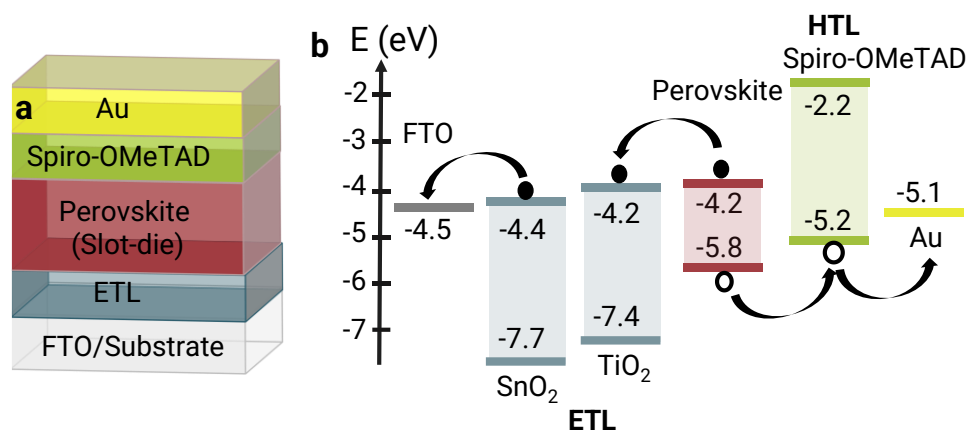 a
Au
Spiro-OMeTAD
Perovskite
(Slot-die)
ETL
FTO/Substrate
b
E (eV)
-2
-3
-4
-5
-6
-7
FTO
-4.5
-4.4
-7.7
SnO2
-4.2
-7.4
TiO2
ETL
Perovskite
-4.2
-5.8
HTL
Spiro-OMeTAD
-2.2
-5.2
-5.1
Au